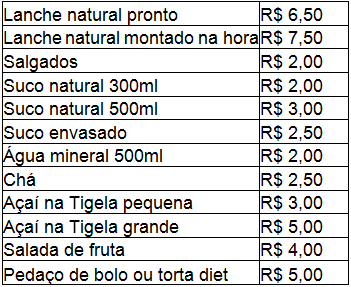 Lanche natural pronto R$ 6,50
Lanche natural montado na hora R$ 7,50
Salgados R$ 2,00
Suco natural 300ml R$ 2,00
Suco natural 500ml R$ 3,00
Suco envasado R$ 2,50
Água mineral 500ml R$ 2,00
Chá R$ 2,50
Açaí na Tigela pequena R$ 3,00
Açaí na Tigela grande R$ 5,00
Salada de fruta R$ 4,00
Pedaço de bolo ou torta diet R$ 5,00